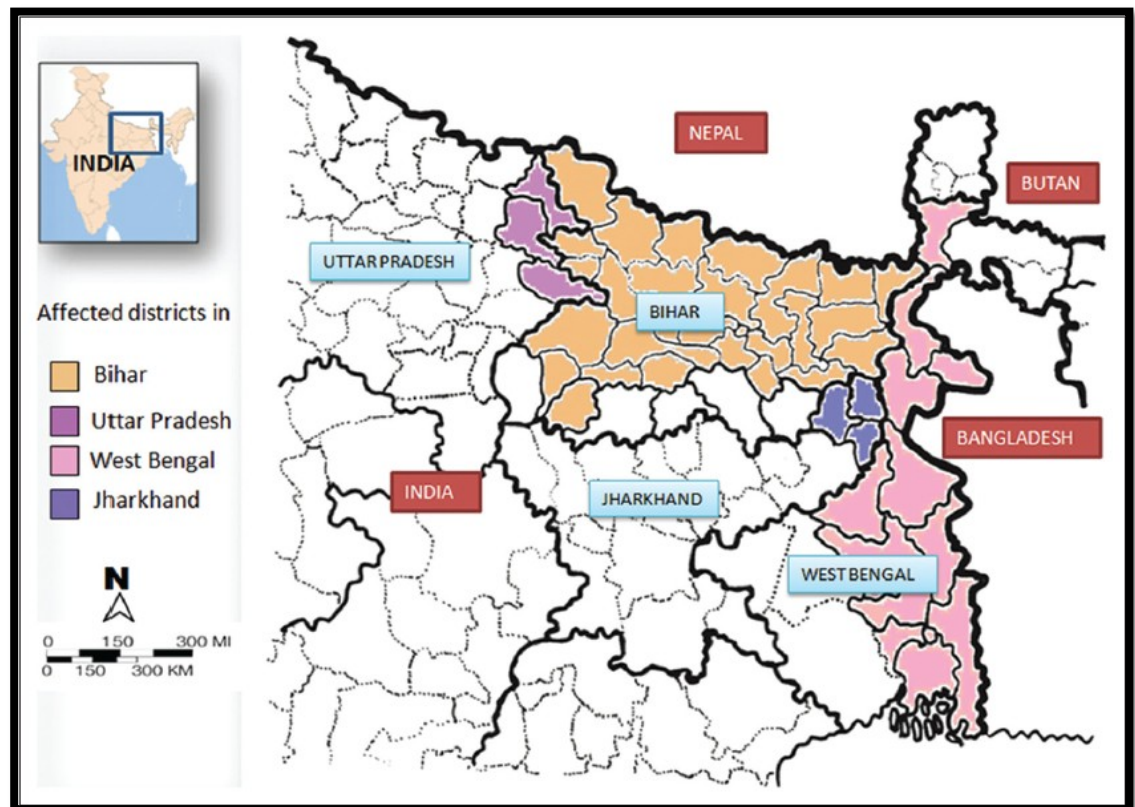 INDIA
Affected districts in
Bihar
Uttar Pradesh
West Bengal
Jharkhand
N
0 150 300 MI
0 150 300 KM
NEPAL
BUTAN
UTTAR PRADESH
BIHAR
BANGLADESH
INDIA
JHARKHAND
WEST BENGAL